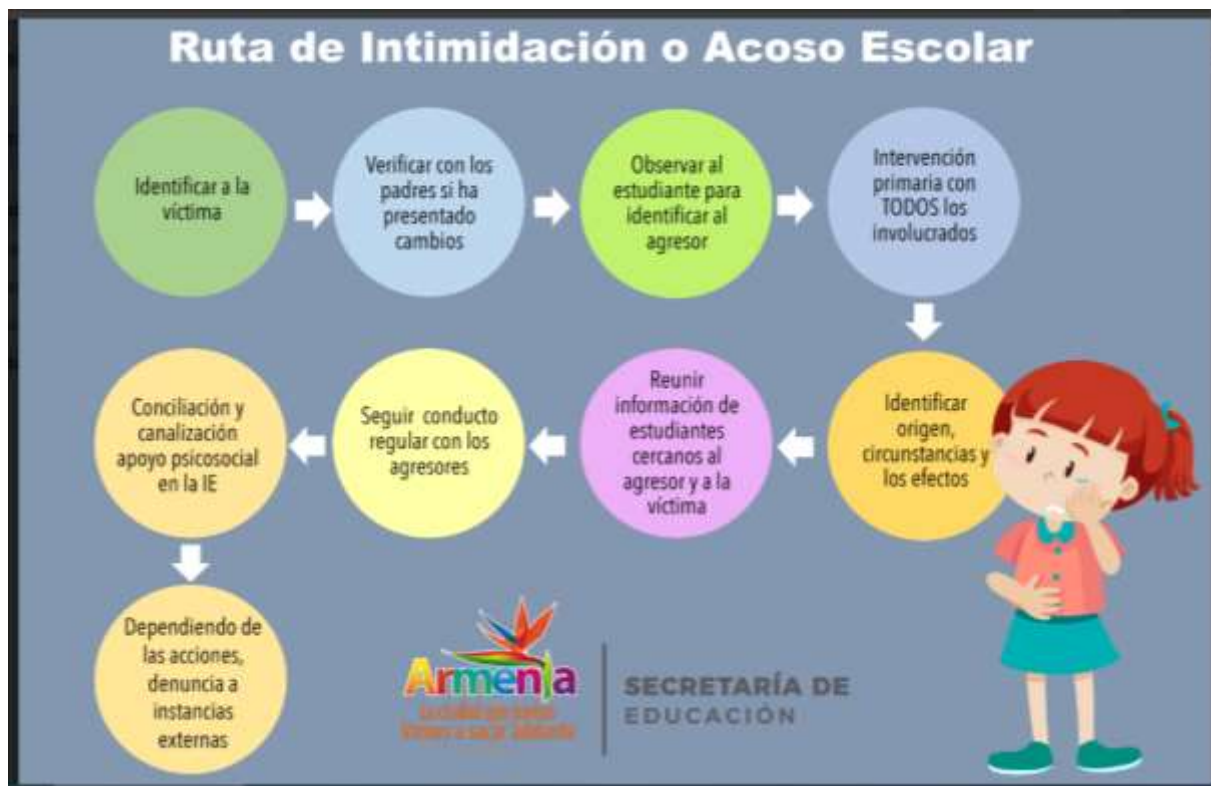 Ruta de Intimidación o Acoso Escolar
Identificar a la
víctima
Verificar con los
padres si ha
presentado
cambios
Observar al
estudiante para
identificar al
agresor
Intervención
primaria con
TODOS los
involucrados
Identificar
origen,
circunstancias y
los efectos
Reunir
información de
estudiantes
cercanos al
agresor y a la
víctima
Seguir conducto
regular con los
agresores
Conciliación y
canalización
apoyo psicosocial
en la IE
Dependiendo de
las acciones,
denuncia a
instancias
externas
Armenia
SECRETARÍA DE
EDUCACIÓN